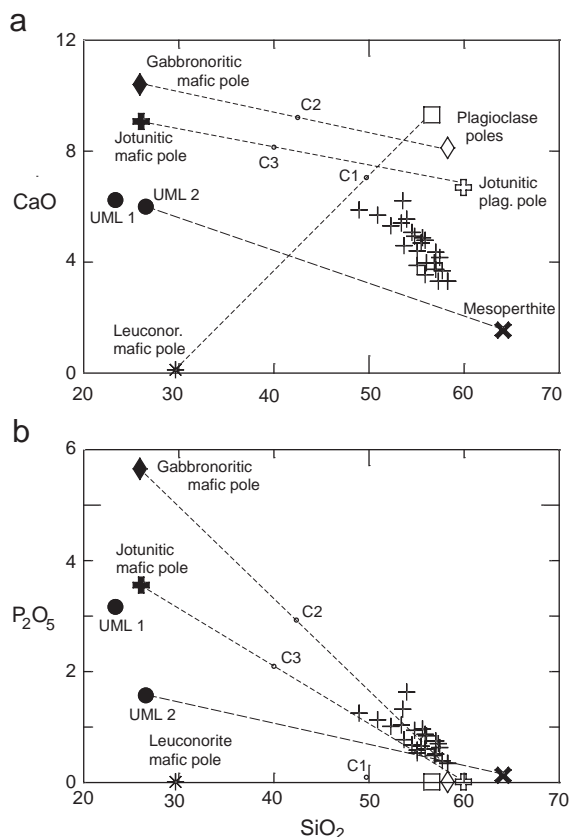 a
12
Gabbronoritic
mafic pole
C2
Plagioclase
poles
8
Jotunitic
mafic pole
C3
C1
Jotunitic
plag. pole
CaO
UML 1
UML 2
4
Leuconor.
mafic pole
Mesoperthite
0
20 30 40 50 60 70
b
6
Gabbronoritic
mafic pole
4
Jotunitic
mafic pole
P2O5
UML 1
C2
C3
2
UML 2
Leuconorite
mafic pole
C1
0
20 30 40 50 60 70
SiO2